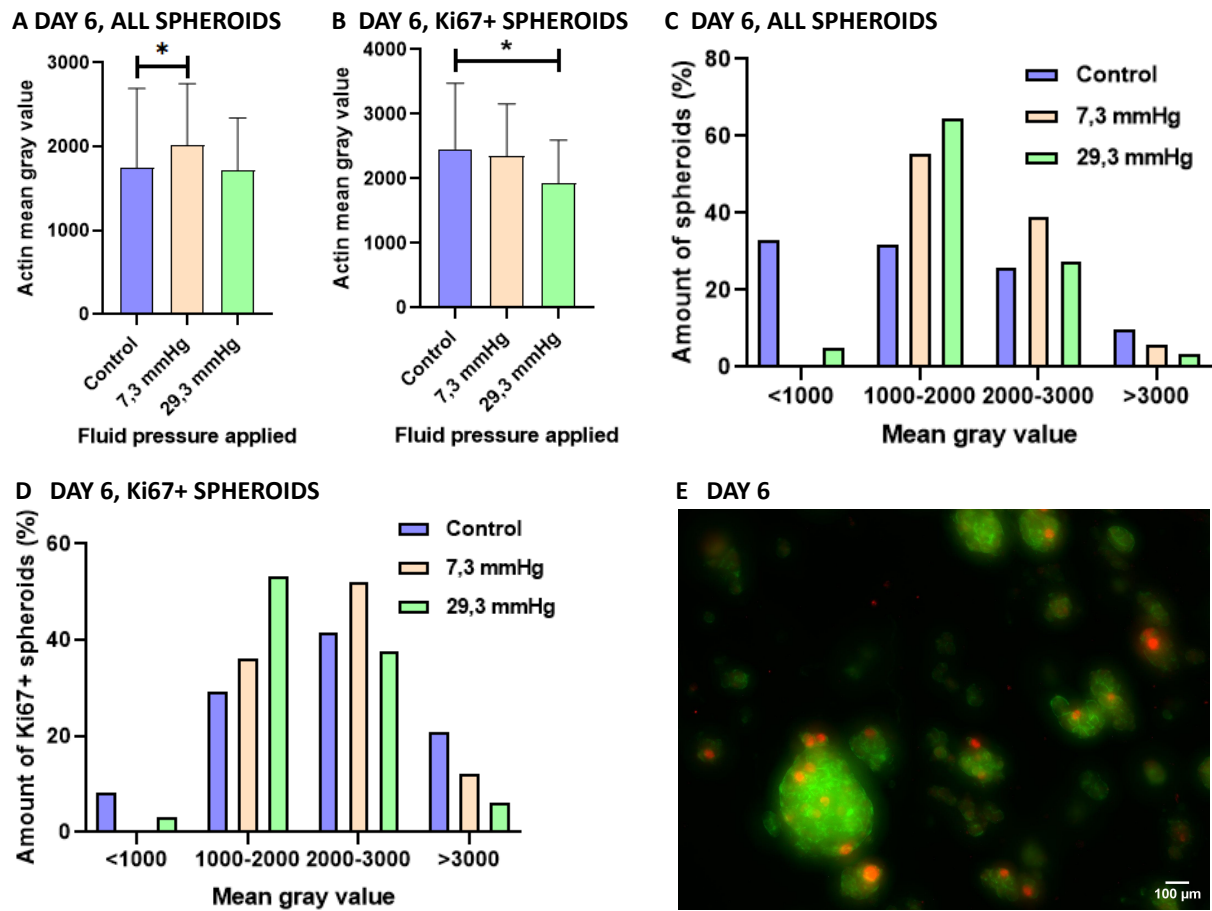 A DAY 6, ALL SPHEROIDS
Actin mean gray value
3000
2000
1000
0
*
Control
7,3 mmHg
29,3 mmHg
Fluid pressure applied
B DAY 6, Ki67+ SPHEROIDS
Actin mean gray value
4000
3000
2000
1000
0
*
Control
7,3 mmHg
29,3 mmHg
Fluid pressure applied
C DAY 6, ALL SPHEROIDS
Amount of spheroids (%)
80
60
40
20
0
Control
7,3 mmHg
29,3 mmHg
<1000 1000-2000 2000-3000 >3000
Mean gray value
D DAY 6, Ki67+ SPHEROIDS
Amount of Ki67+ spheroids (%)
60
40
20
0
Control
7,3 mmHg
29,3 mmHg
<1000 1000-2000 2000-3000 >3000
Mean gray value
E DAY 6
100 µm